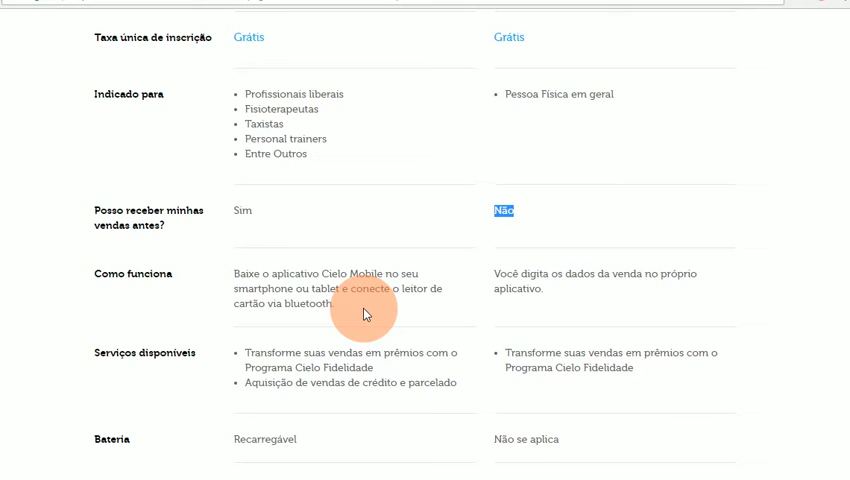 Taxa única de inscrição Grátis Grátis
Indicado para
• Profissionais liberais
• Fisioterapeutas
• Taxistas
• Personal trainers
• Entre Outros
• Pessoa Física em geral
Posso receber minhas
vendas antes?
Sim
Não
Como funciona
Baixe o aplicativo Cielo Mobile no seu
smartphone ou tablet e conecte o leitor de
cartão via bluetooth.
Você digita os dados da venda no próprio
aplicativo.
Serviços disponíveis
• Transforme suas vendas em prêmios com o
Programa Cielo Fidelidade
• Aquisição de vendas de crédito e parcelado
• Transforme suas vendas em prêmios com o
Programa Cielo Fidelidade
Bateria Recarregável Não se aplica